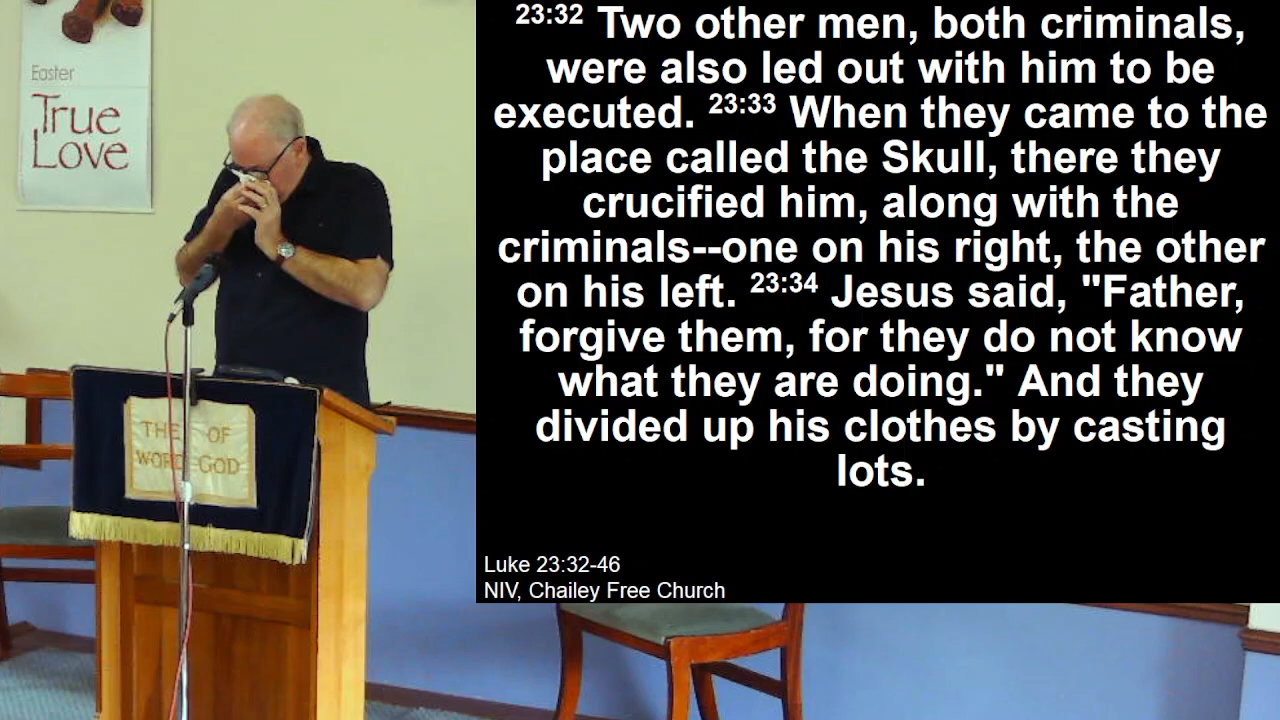 Easter
True
Love
THE OF
WORD GOD
23:32 Two other men, both criminals,
were also led out with him to be
executed. 23:33 When they came to the
place called the Skull, there they
crucified him, along with the
criminals--one on his right, the other
on his left. 23:34 Jesus said, "Father,
forgive them, for they do not know
what they are doing." And they
divided up his clothes by casting
lots.
Luke 23:32-46
NIV, Chailey Free Church